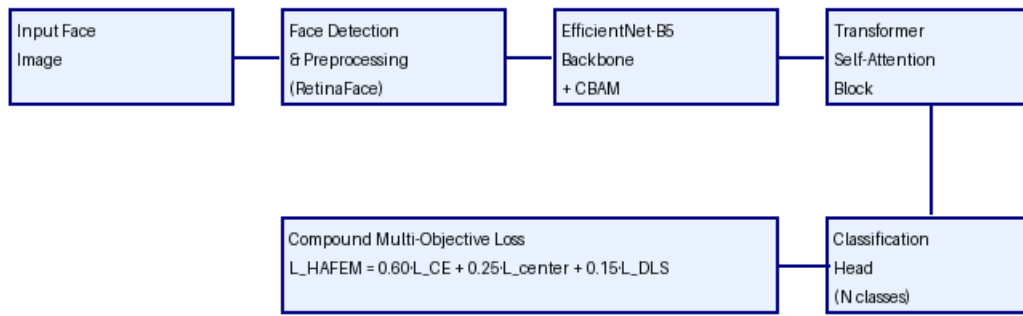 Input Face
Image
Face Detection
& Preprocessing
(RetinaFace)
EfficientNet-B5
Backbone
+ CBAM
Transformer
Self-Attention
Block
Compound Multi-Objective Loss
L_HAFEM = 0.60·L_CE + 0.25·L_center + 0.15·L_DLS
Classification
Head
(N classes)